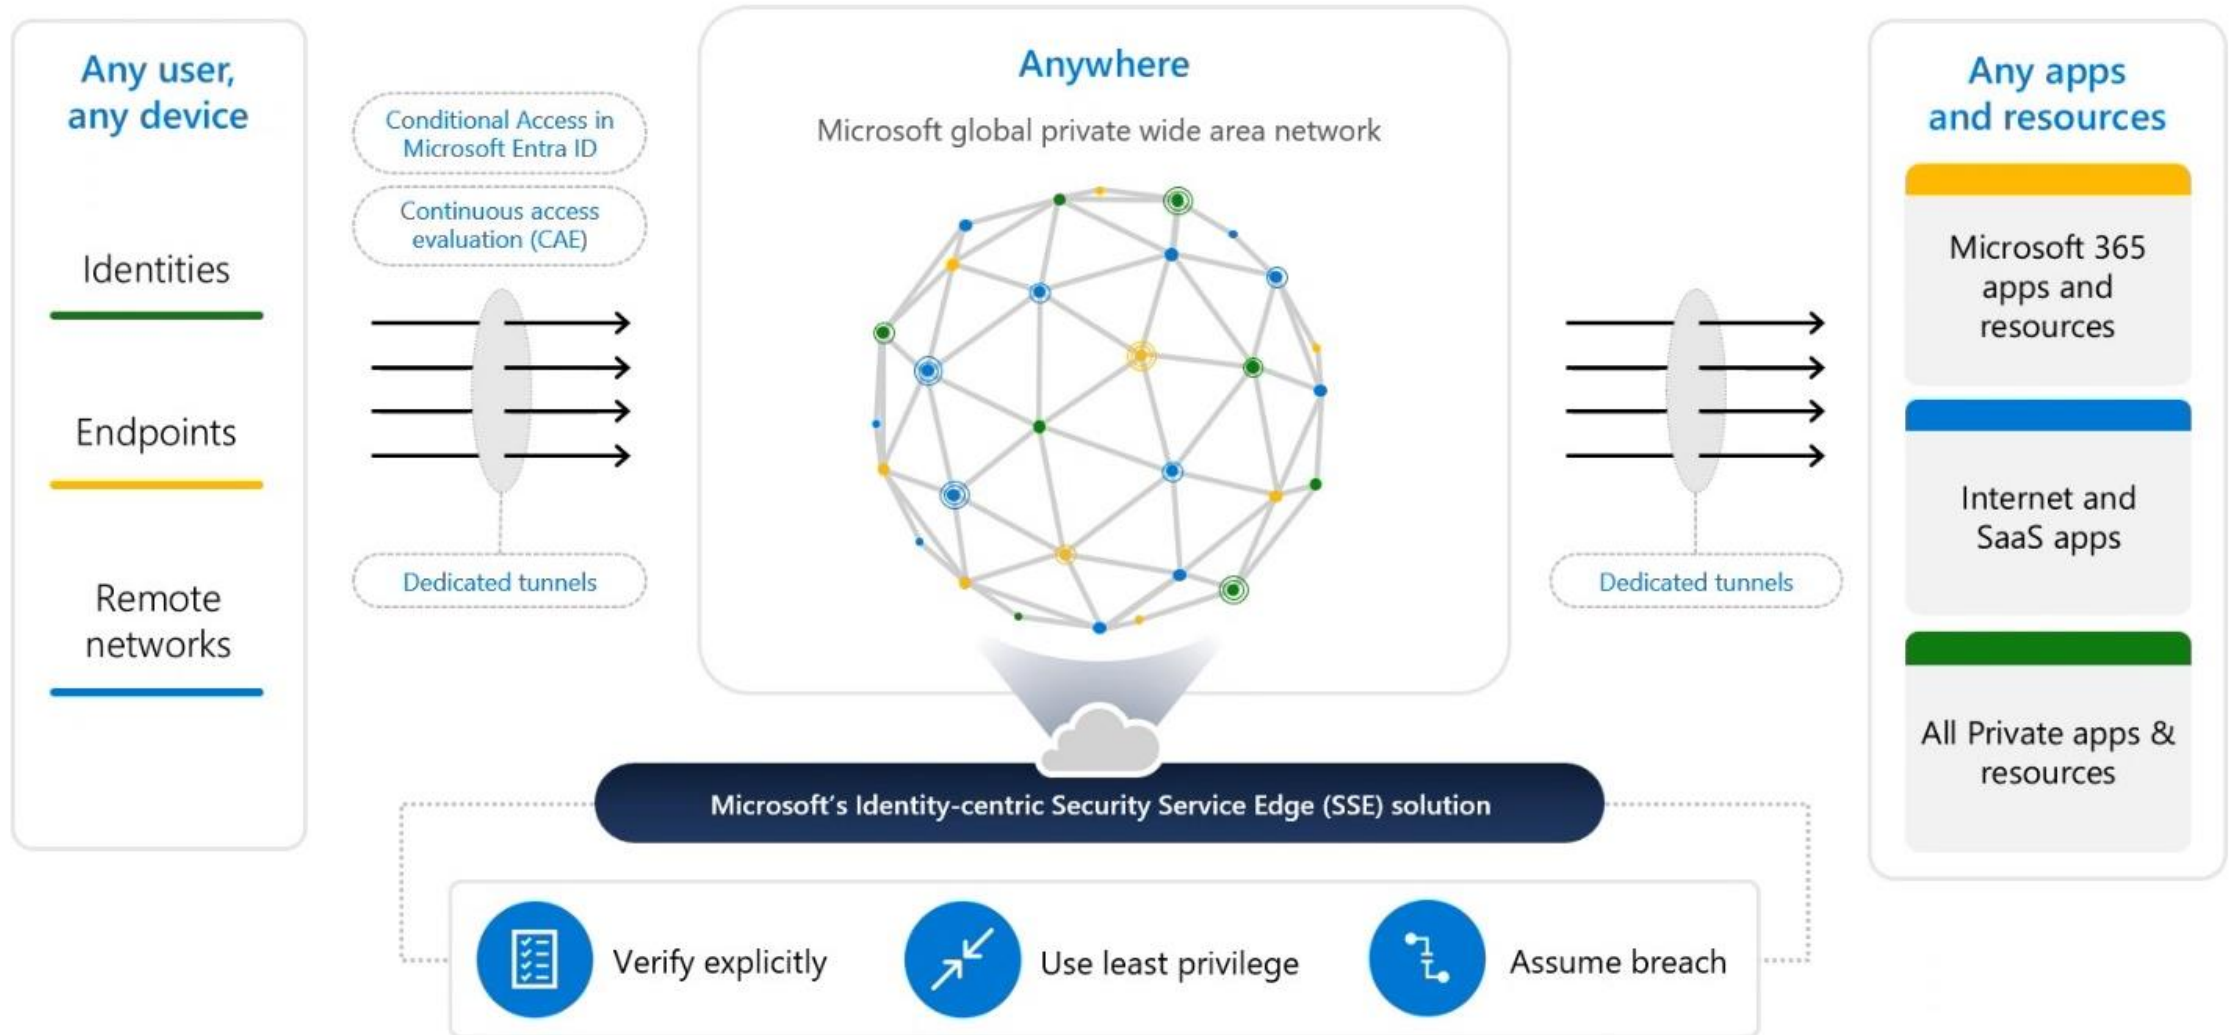 Any user,
any device
Identities
Endpoints
Remote
networks
Conditional Access in
Microsoft Entra ID
Continuous access
evaluation (CAE)
Dedicated tunnels
Anywhere
Microsoft global private wide area network
Dedicated tunnels
Any apps
and resources
Microsoft 365
apps and
resources
Internet and
SaaS apps
All Private apps &
resources
Microsoft’s Identity-centric Security Service Edge (SSE) solution
Verify explicitly
Use least privilege
Assume breach